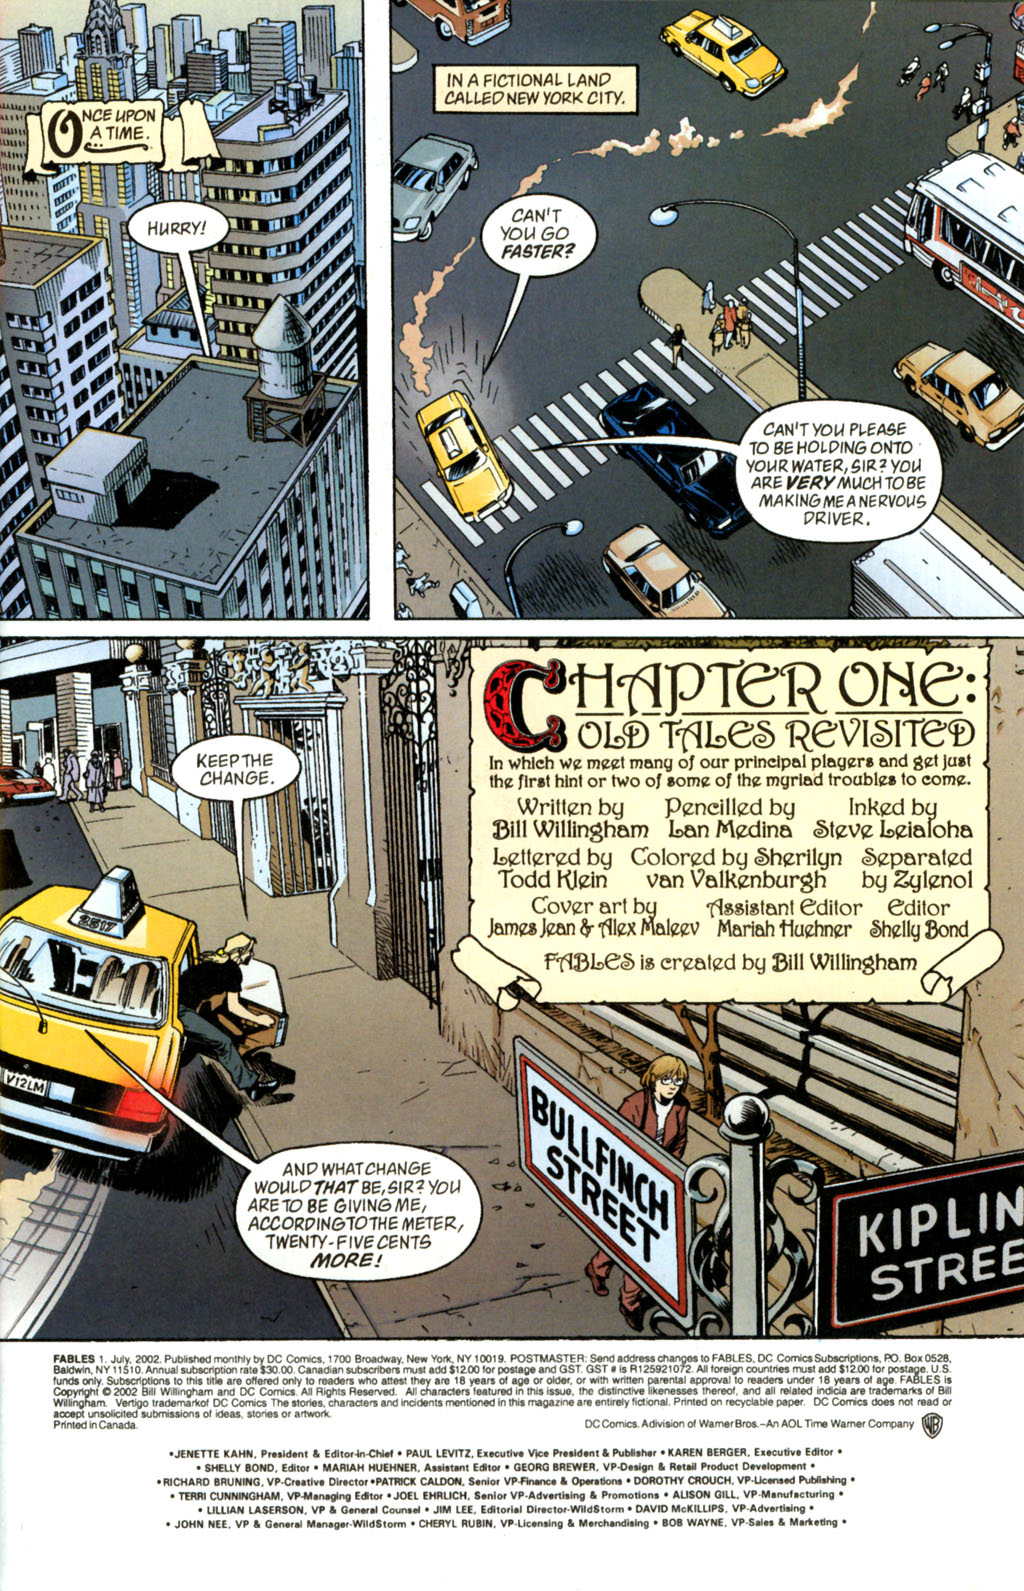 ONCE UPON
A TIME.
HURRY!
IN A FICTIONAL LAND
CALLED NEW YORK CITY.
CAN'T
YOU GO
FASTER?
CAN'T YOU PLEASE
TO BE HOLDING ONTO
YOUR WATER, SIR? YOU
ARE VERY MUCH TO BE
MAKING ME A NERVOUS
DRIVER.
CHAPTER ONE:
OLD TALES REVISITED
In which we meet many of our principal players and get just
the first hint or two of some of the myriad troubles to come.
Written by Pencilled by Inked by
Bill Willingham Lan Medina Steve Leialoha
Lettered by Colored by Sherilyn Separated
Todd Klein van Valkenburgh by Zylenol
Cover art by Assistant Editor Editor
James Jean & Alex Maleev Mariah Huehner Shelly Bond
FABLES is created by Bill Willingham
KEEP THE
CHANGE.
2517
V12LM
AND WHAT CHANGE
WOULD THAT BE, SIR? YOU
ARE TO BE GIVING ME,
ACCORDING TO THE METER,
TWENTY-FIVE CENTS
MORE!
BULLFINCH
STREET
KIPLIN
STREE
FABLES 1. July, 2002. Published monthly by DC Comics, 1700 Broadway, New York, NY 10019. POSTMASTER: Send address changes to FABLES, DC Comics Subscriptions, P.O. Box 0528,
Baldwin, NY 11510. Annual subscription rate $30.00. Canadian subscribers must add $12.00 for postage and GST. GST # is R125921072. All foreign countries must add $12.00 for postage. U.S.
funds only. Subscriptions to this title are offered only to readers who attest they are 18 years of age or older, or with written parental approval to readers under 18 years of age. FABLES is
Copyright © 2002 Bill Willingham and DC Comics. All Rights Reserved. All characters featured in this issue, the distinctive likenesses thereof, and all related indicia are trademarks of Bill
Willingham. Vertigo trademark of DC Comics The stories, characters and incidents mentioned in this magazine are entirely fictional. Printed on recyclable paper. DC Comics does not read or
accept unsolicited submissions of ideas, stories or artwork.
Printed in Canada. DC Comics. A division of Warner Bros.-An AOL Time Warner Company WB
•JENETTE KAHN, President & Editor-in-Chief • PAUL LEVITZ, Executive Vice President & Publisher • KAREN BERGER, Executive Editor •
• SHELLY BOND, Editor • MARIAH HUEHNER, Assistant Editor • GEORG BREWER, VP-Design & Retail Product Development •
•RICHARD BRUNING, VP-Creative Director•PATRICK CALDON, Senior VP-Finance & Operations • DOROTHY CROUCH, VP-Licensed Publishing •
• TERRI CUNNINGHAM, VP-Managing Editor • JOEL EHRLICH, Senior VP-Advertising & Promotions • ALISON GILL, VP-Manufacturing •
• LILLIAN LASERSON, VP & General Counsel • JIM LEE, Editorial Director-WildStorm • DAVID McKILLIPS, VP-Advertising •
• JOHN NEE, VP & General Manager-WildStorm • CHERYL RUBIN, VP-Licensing & Merchandising • BOB WAYNE, VP-Sales & Marketing •